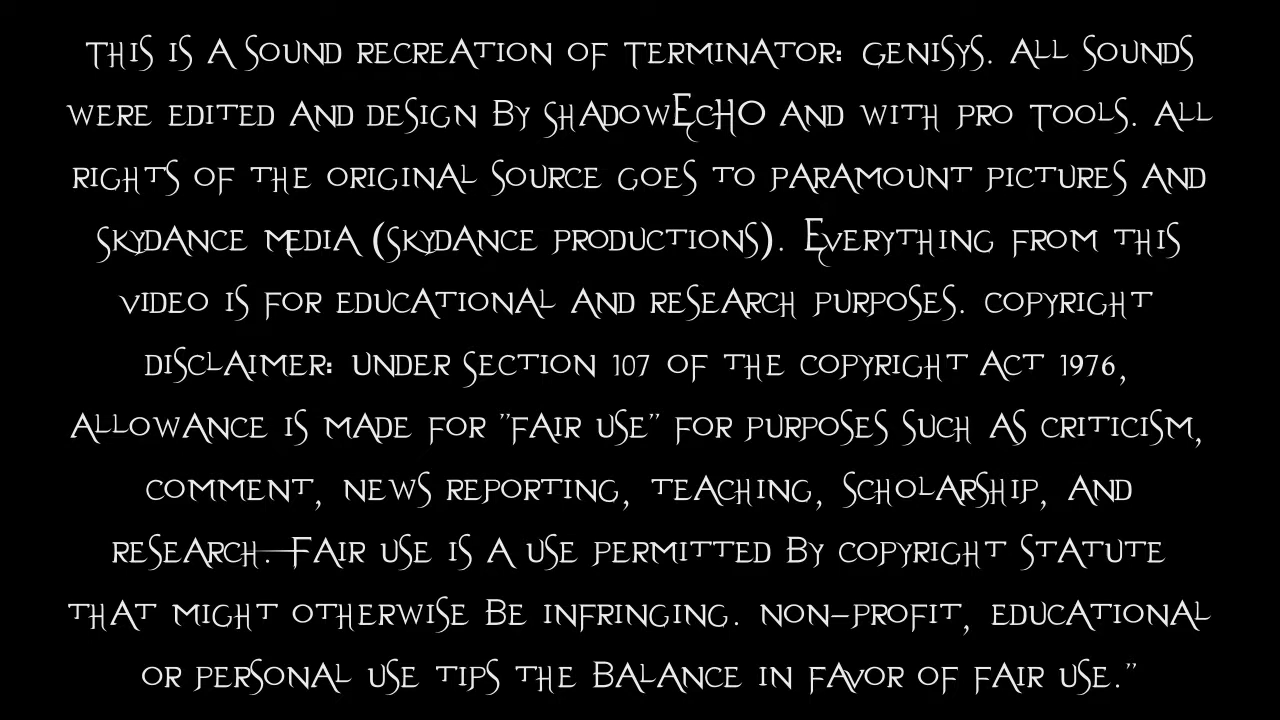 THIS IS A SOUND RECREATION OF TERMINATOR: GENISYS. ALL SOUNDS
WERE EDITED AND DESIGN BY SHADOWECHO AND WITH PRO TOOLS. ALL
RIGHTS OF THE ORIGINAL SOURCE GOES TO PARAMOUNT PICTURES AND
SKYDANCE MEDIA (SKYDANCE PRODUCTIONS). EVERYTHING FROM THIS
VIDEO IS FOR EDUCATIONAL AND RESEARCH PURPOSES. COPYRIGHT
DISCLAIMER: UNDER SECTION 107 OF THE COPYRIGHT ACT 1976,
ALLOWANCE IS MADE FOR "FAIR USE" FOR PURPOSES SUCH AS CRITICISM,
COMMENT, NEWS REPORTING, TEACHING, SCHOLARSHIP, AND
RESEARCH. FAIR USE IS A USE PERMITTED BY COPYRIGHT STATUTE
THAT MIGHT OTHERWISE BE INFRINGING. NON-PROFIT, EDUCATIONAL
OR PERSONAL USE TIPS THE BALANCE IN FAVOR OF FAIR USE."